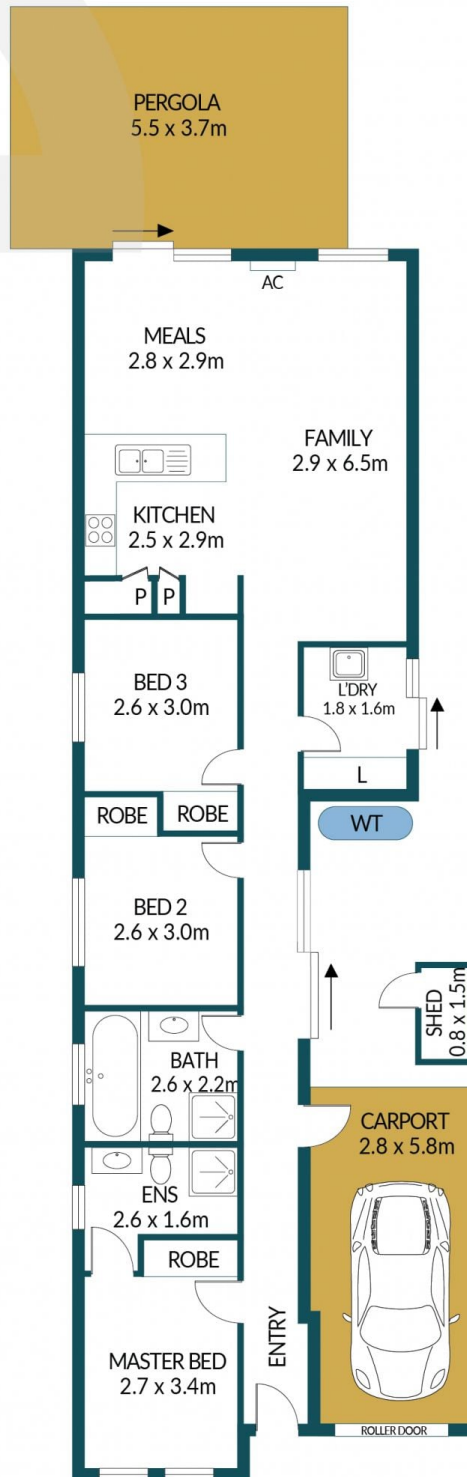 PERGOLA
5.5 x 3.7m
AC
MEALS
2.8 x 2.9m
FAMILY
2.9 x 6.5m
KITCHEN
2.5 x 2.9m
P
P
BED 3
2.6 x 3.0m
L'DRY
1.8 x 1.6m
L
ROBE
ROBE
WT
BED 2
2.6 x 3.0m
SHED
0.8 x 1.5m
BATH
2.6 x 2.2m
CARPORT
2.8 x 5.8m
ENS
2.6 x 1.6m
ROBE
ENTRY
MASTER BED
2.7 x 3.4m
ROLLER DOOR